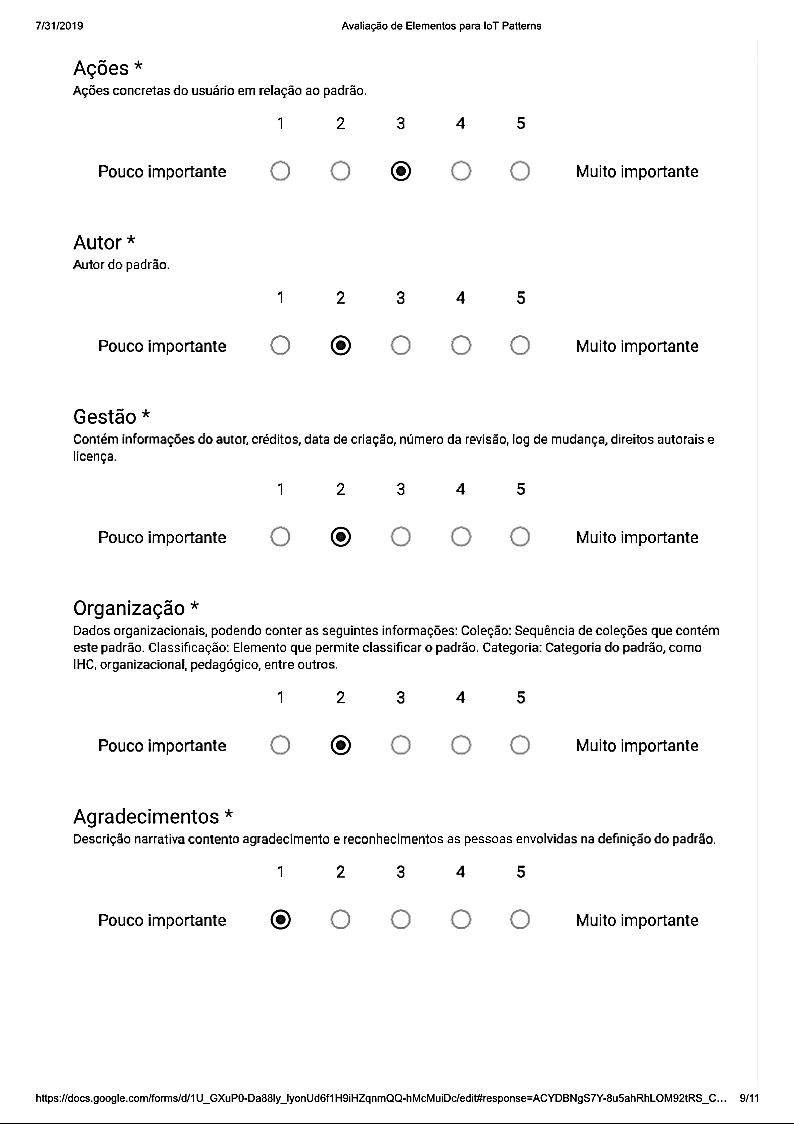 7/31/2019 Avaliação de Elementos para IoT Patterns
Ações *
Ações concretas do usuário em relação ao padrão.
1 2 3 4 5
Pouco importante Muito importante
Autor *
Autor do padrão.
1 2 3 4 5
Pouco importante Muito importante
Gestão *
Contém informações do autor, créditos, data de criação, número da revisão, log de mudança, direitos autorais e
licença.
1 2 3 4 5
Pouco importante Muito importante
Organização *
Dados organizacionais, podendo conter as seguintes informações: Coleção: Sequência de coleções que contém
este padrão. Classificação: Elemento que permite classificar o padrão. Categoria: Categoria do padrão, como
IHC, organizacional, pedagógico, entre outros.
1 2 3 4 5
Pouco importante Muito importante
Agradecimentos *
Descrição narrativa contento agradecimento e reconhecimentos as pessoas envolvidas na definição do padrão.
1 2 3 4 5
Pouco importante Muito importante
https://docs.google.com/forms/d/1U_GXuP0-Da88ly_lyonUd6f1H9iHZqnmQQ-hMcMuiDc/edit#response=ACYDBNgS7Y-8u5ahRhLOM92tRS_C... 9/11